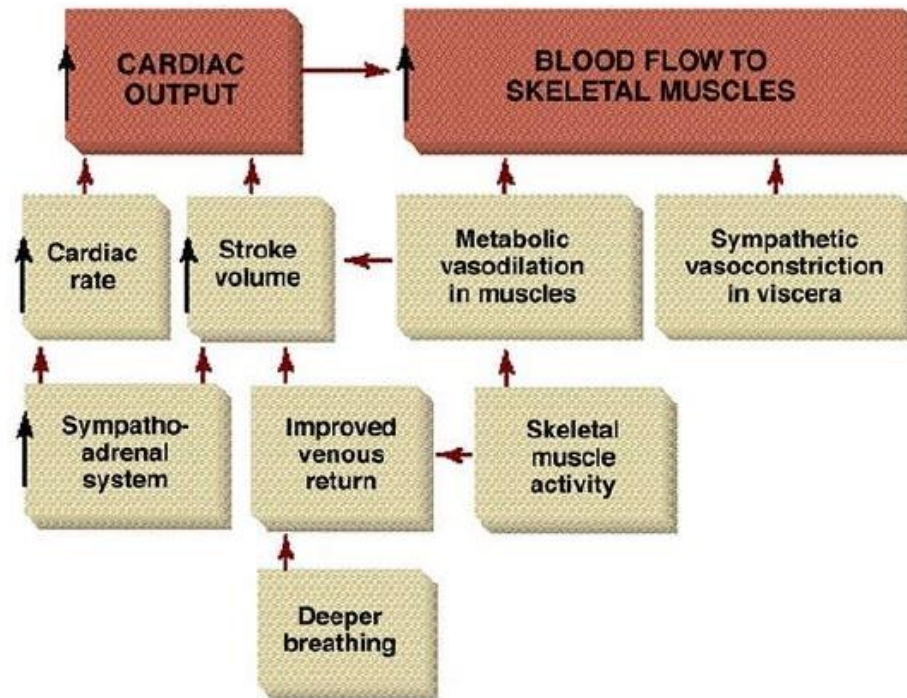 CARDIAC
OUTPUT
BLOOD FLOW TO
SKELETAL MUSCLES
Cardiac
rate
Stroke
volume
Metabolic
vasodilation
in muscles
Sympathetic
vasoconstriction
in viscera
Sympatho-
adrenal
system
Improved
venous
return
Skeletal
muscle
activity
Deeper
breathing